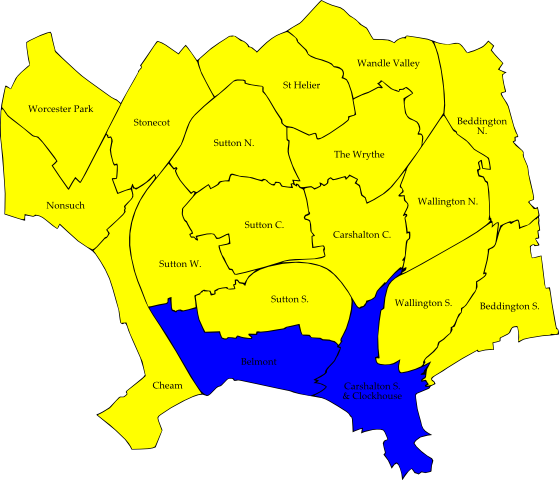 Wandle Valley
St Helier
Worcester Park
Stonecot
Beddington
N.
Sutton N.
The Wrythe
Nonsuch
Wallington N.
Sutton C.
Carshalton C.
Sutton W.
Sutton S.
Wallington S.
Beddington S.
Belmont
Cheam
Carshalton S.
& Clockhouse